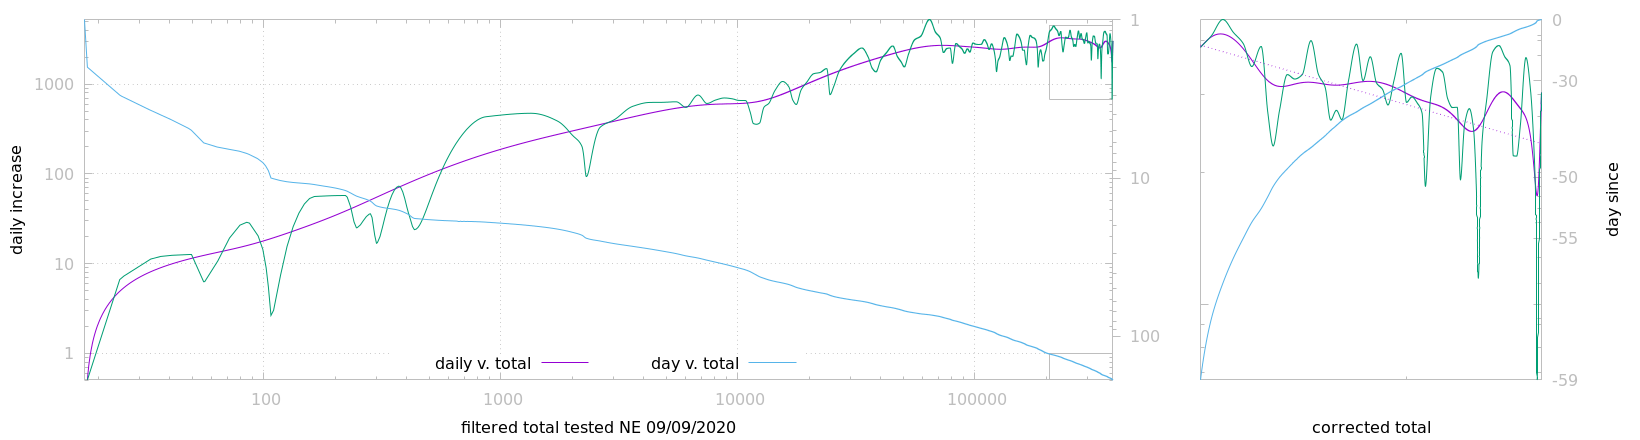 daily increase
1000
100
10
1
100
1000
10000
100000
1
10
100
daily v. total
day v. total
filtered total tested NE 09/09/2020
0
-30
-50
-55
-59
day since
corrected total